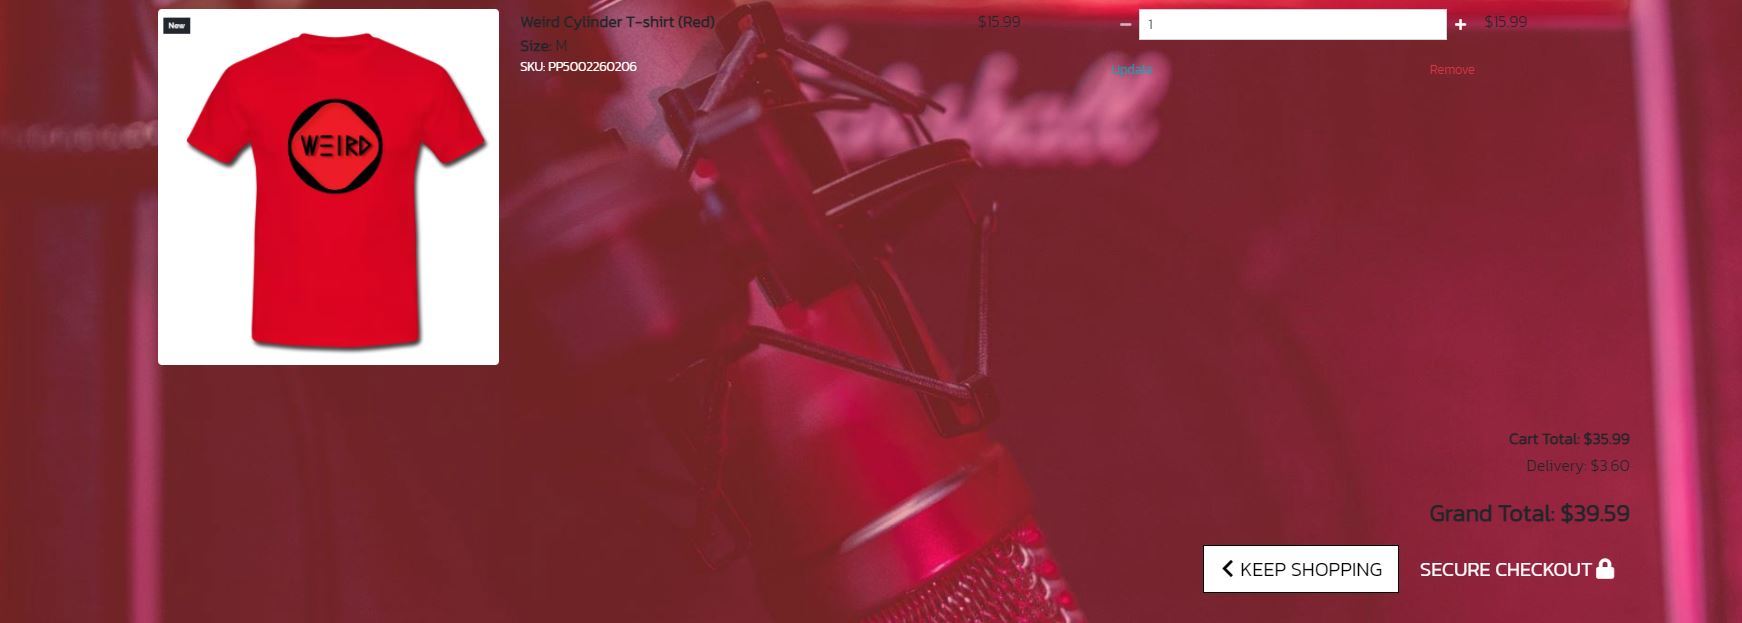 New
WEIRD
Weird Cylinder T-shirt (Red)
Size: M
SKU: PP5002260206
$15.99
1
$15.99
Update
Remove
Marshall
Cart Total: $35.99
Delivery: $3.60
Grand Total: $39.59
KEEP SHOPPING
SECURE CHECKOUT